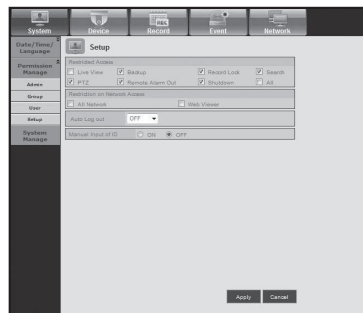 System Device Record Event Network
Date/Time/
Language
Permission
Manage
Admin
Group
User
Setup
System
Manage
Setup
Restricted Access
Live View Backup Record Lock Search
PTZ Remote Alarm Out Shutdown All
Restriction on Network Access
All Network Web Viewer
Auto Log out OFF
Manual Input of ID ON OFF
Apply Cancel